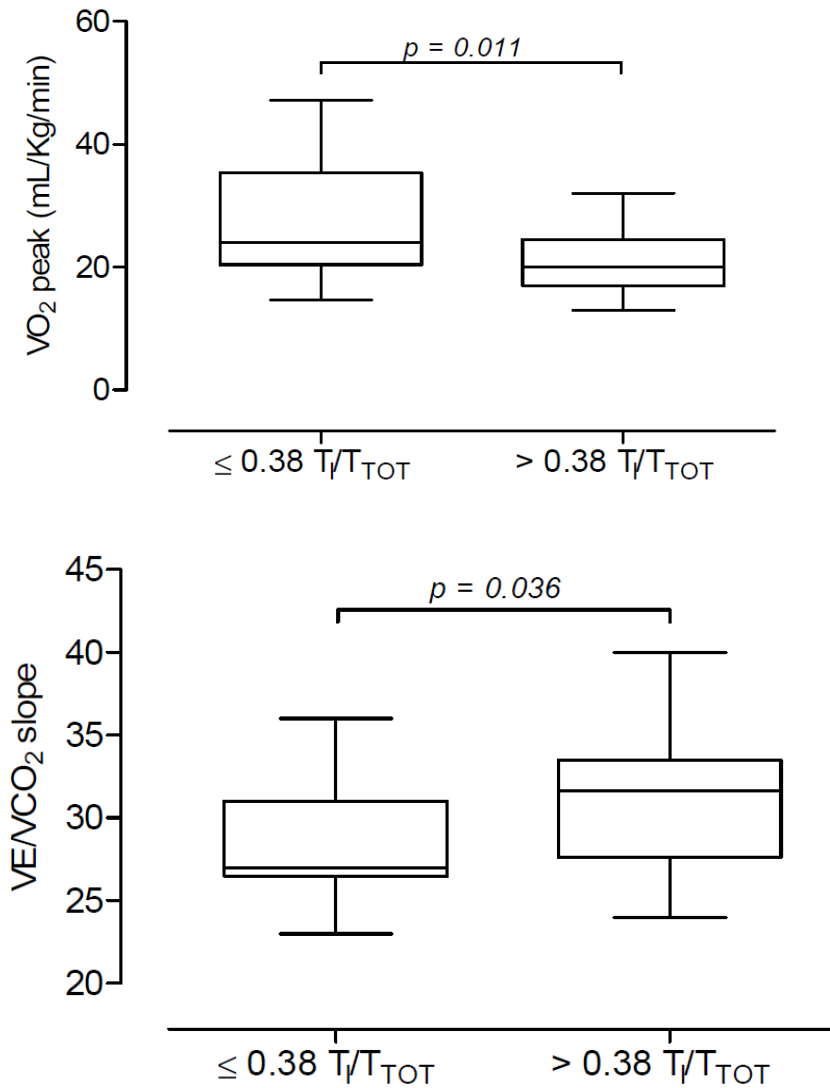 VO₂ peak (mL/Kg/min)
60
40
20
0
p = 0.011
≤ 0.38 Tᵢ/TTOT
> 0.38 Tᵢ/TTOT
VE/VCO₂ slope
45
40
35
30
25
20
p = 0.036
≤ 0.38 Tᵢ/TTOT
> 0.38 Tᵢ/TTOT